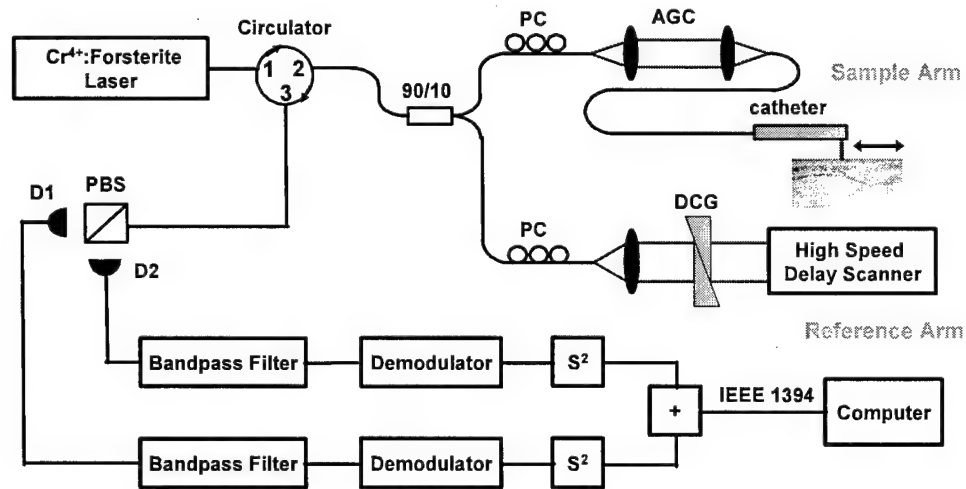 PC
AGC
Circulator
Cr⁴⁺:Forsterite
Laser
1 2
3
Sample Arm
90/10
catheter
D1
PBS
DCG
PC
D2
High Speed
Delay Scanner
Reference Arm
Bandpass Filter
Demodulator
S²
+
IEEE 1394
Computer
Bandpass Filter
Demodulator
S²